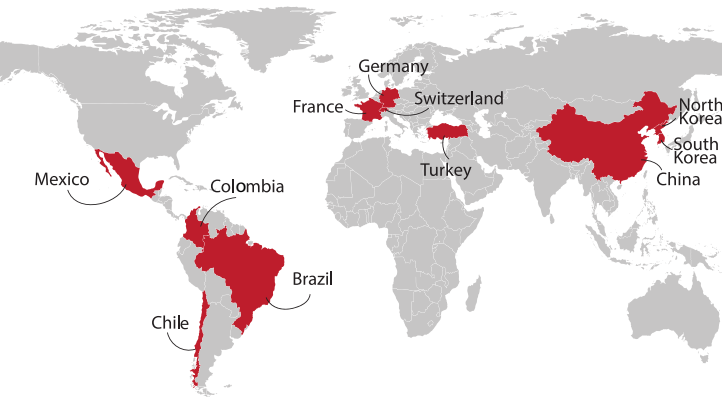 Germany
France
Switzerland
North
Korea
South
Korea
Turkey
China
Mexico
Colombia
Brazil
Chile